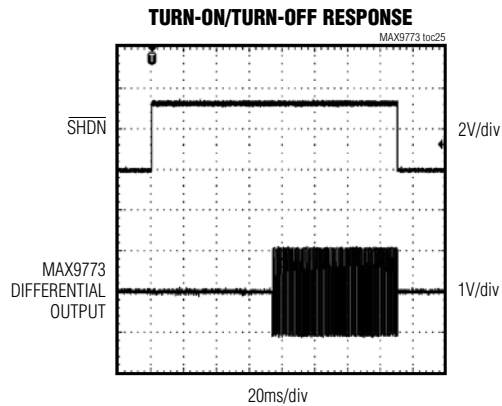 TURN-ON/TURN-OFF RESPONSE
MAX9773 toc25
T
SHDN
2V/div
MAX9773
DIFFERENTIAL
OUTPUT
1V/div
20ms/div